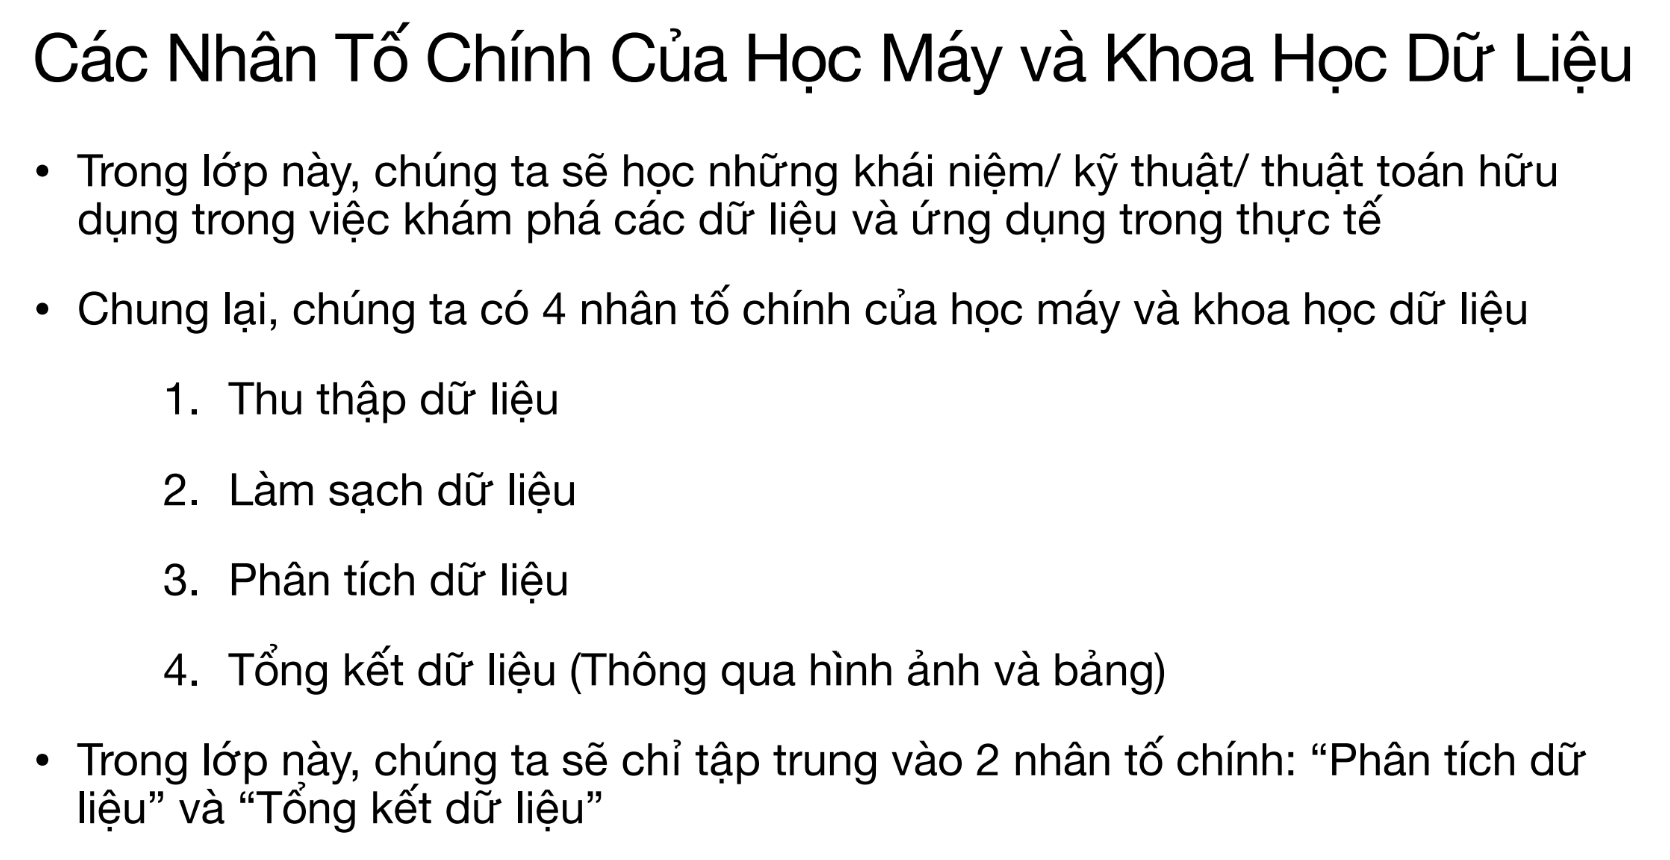 Các Nhân Tố Chính Của Học Máy và Khoa Học Dữ Liệu
• Trong lớp này, chúng ta sẽ học những khái niệm/ kỹ thuật/ thuật toán hữu
dụng trong việc khám phá các dữ liệu và ứng dụng trong thực tế
• Chung lại, chúng ta có 4 nhân tố chính của học máy và khoa học dữ liệu
1. Thu thập dữ liệu
2. Làm sạch dữ liệu
3. Phân tích dữ liệu
4. Tổng kết dữ liệu (Thông qua hình ảnh và bảng)
• Trong lớp này, chúng ta sẽ chỉ tập trung vào 2 nhân tố chính: “Phân tích dữ
liệu” và “Tổng kết dữ liệu”